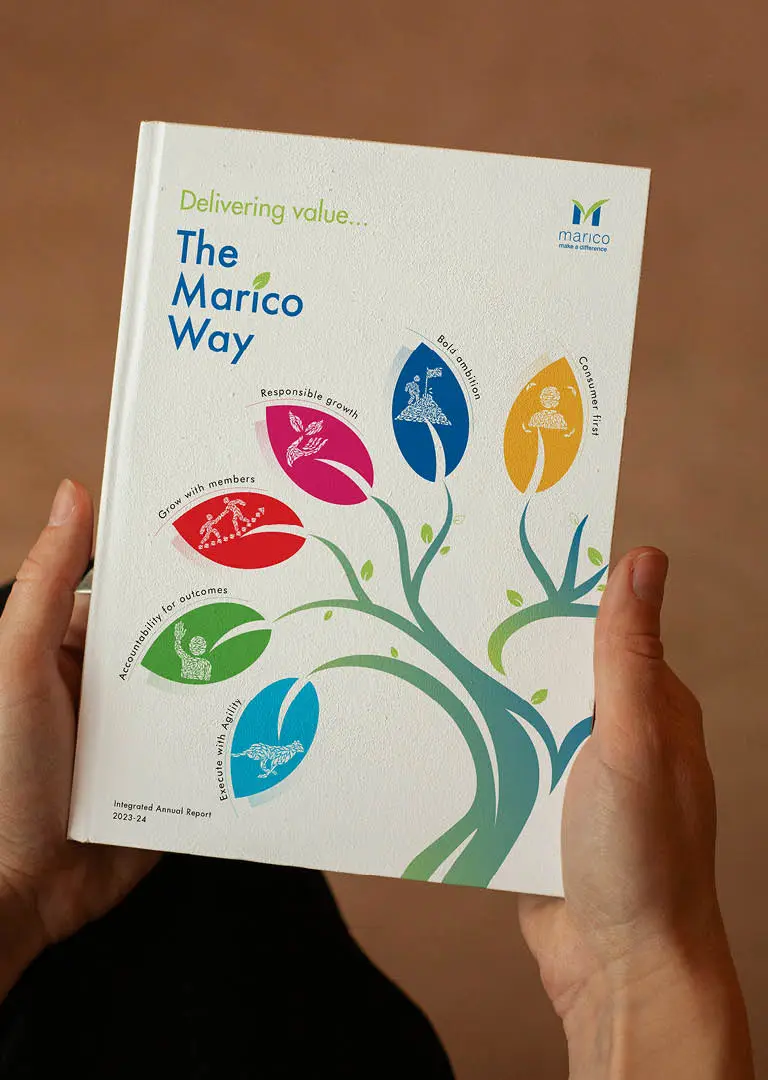 Delivering value...
The
Marico
Way
marico
make a difference
Bold ambition
Consumer first
Responsible growth
Grow with members
Accountability for outcomes
Execute with Agility
Integrated Annual Report
2023-24